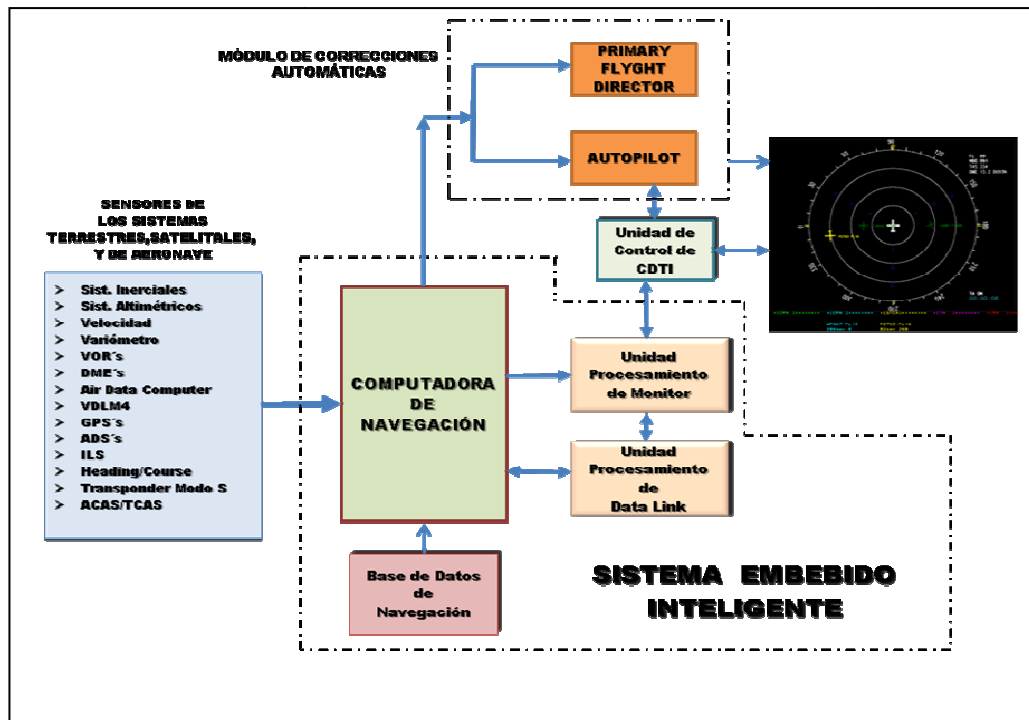 MÓDULO DE CORRECCIONES
AUTOMÁTICAS
PRIMARY
FLYGHT
DIRECTOR
AUTOPILOT
SENSORES DE
LOS SISTEMAS
TERRESTRES,SATELITALES,
Y DE AERONAVE
Sist. Inerciales
Sist. Altimétricos
Velocidad
Variómetro
VOR´s
DME´s
Air Data Computer
VDLM4
GPS´s
ADS´s
ILS
Heading/Course
Transponder Modo S
ACAS/TCAS
COMPUTADORA
DE
NAVEGACIÓN
Base de Datos
de
Navegación
Unidad de
Control de
CDTI
Unidad
Procesamiento
de Monitor
Unidad
Procesamiento
de
Data Link
SISTEMA EMBEBIDO
INTELIGENTE
90
180
270